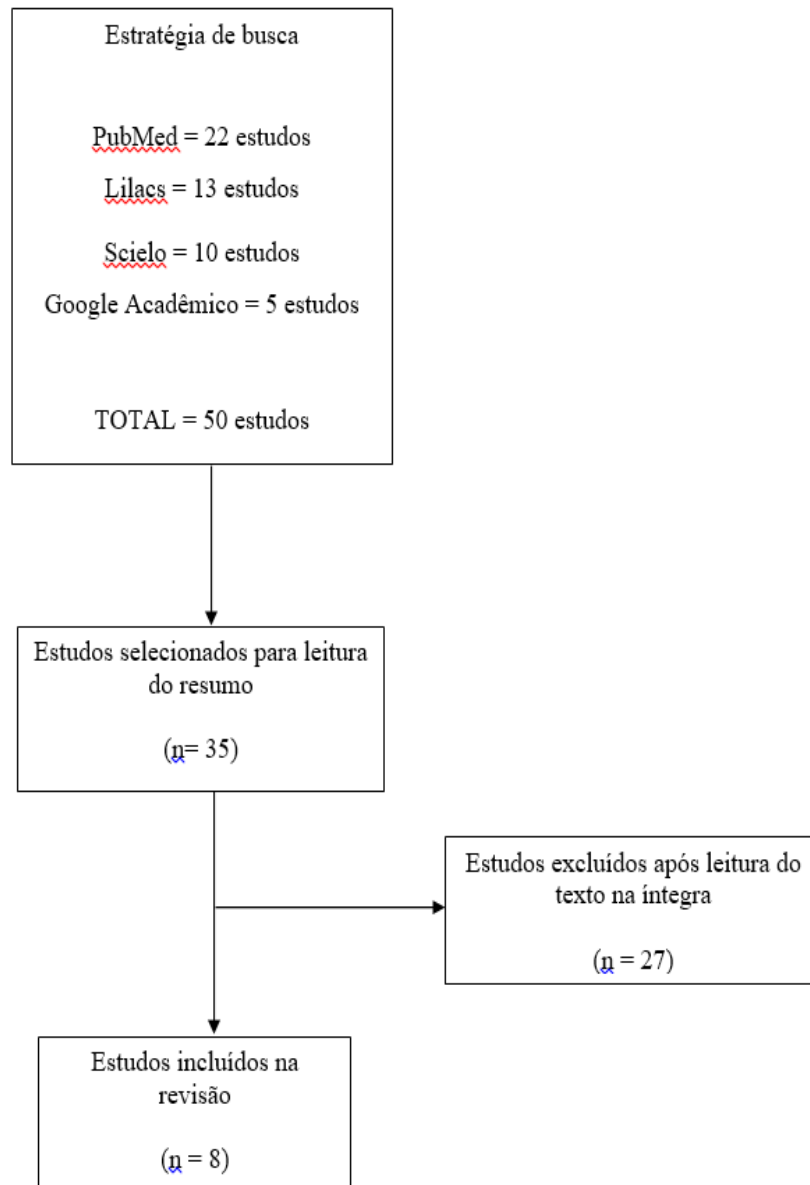 Estratégia de busca
PubMed = 22 estudos
Lilacs = 13 estudos
Scielo = 10 estudos
Google Acadêmico = 5 estudos
TOTAL = 50 estudos
Estudos selecionados para leitura
do resumo
(n= 35)
Estudos excluídos após leitura do
texto na íntegra
(n = 27)
Estudos incluídos na
revisão
(n = 8)